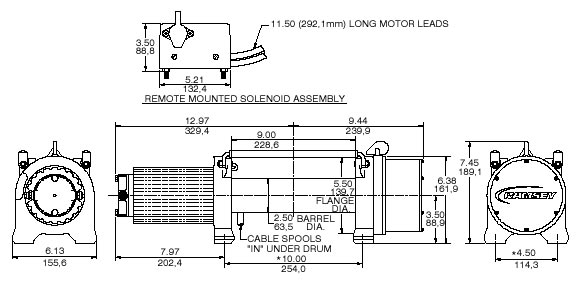 11.50 (292,1mm) LONG MOTOR LEADS
3.50
88,8
5.21
132,4
REMOTE MOUNTED SOLENOID ASSEMBLY
12.97
329,4
9.44
239,9
9.00
228,6
7.45
189,1
6.38
161,9
5.50
139,7
FLANGE
DIA.
RAMSEY
2.50 BARREL
63,5 DIA.
3.50
88,9
CABLE SPOOLS
"IN" UNDER DRUM
6.13
155,6
7.97
202,4
*10.00
254,0
*4.50
114,3